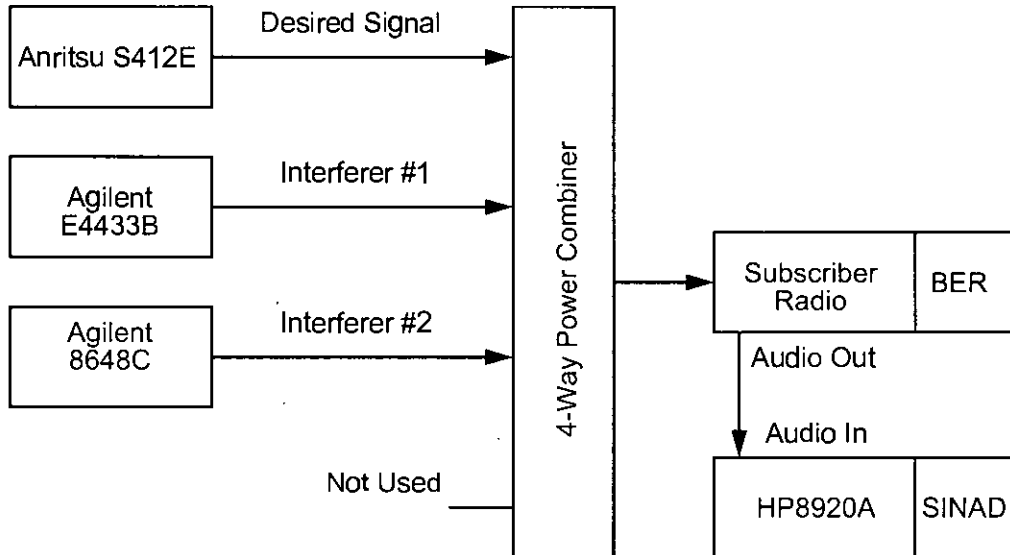 Anritsu S412E
Desired Signal
Agilent
E4433B
Interferer #1
Agilent
8648C
Interferer #2
Not Used
4-Way Power Combiner
Subscriber
Radio
BER
Audio Out
Audio In
HP8920A
SINAD